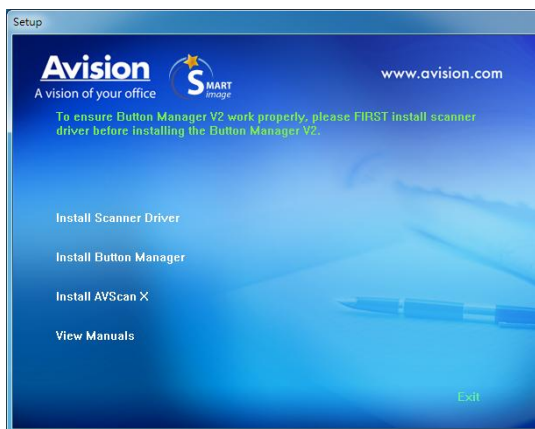 Setup
Avision
A vision of your office
SMART
image
www.avision.com
To ensure Button Manager V2 work properly, please FIRST install scanner
driver before installing the Button Manager V2.
Install Scanner Driver
Install Button Manager
Install AVScan X
View Manuals
Exit